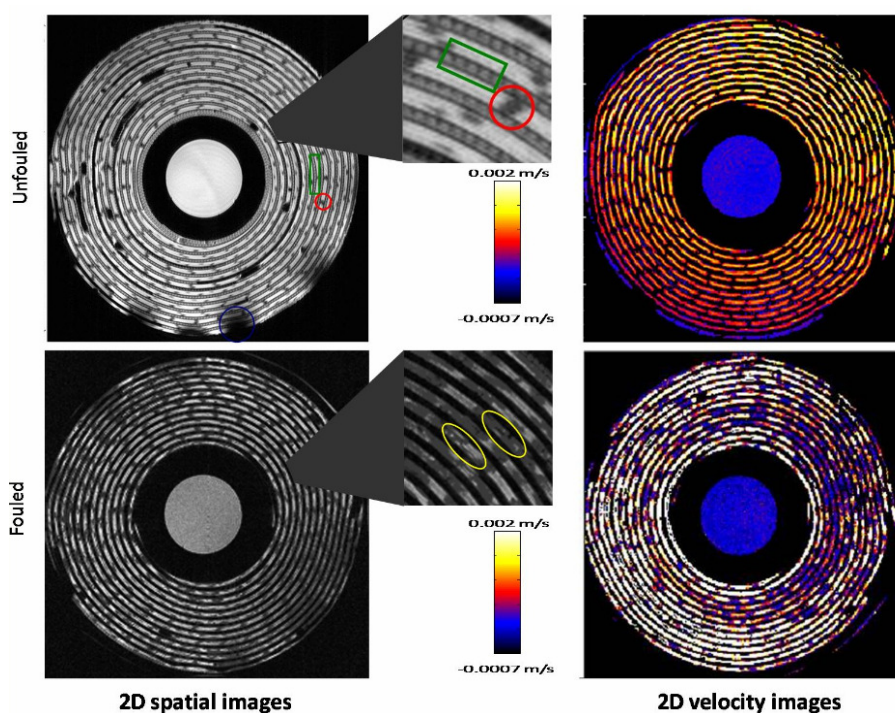 Unfouled
0.002 m/s
-0.0007 m/s
Fouled
0.002 m/s
-0.0007 m/s
2D spatial images
2D velocity images